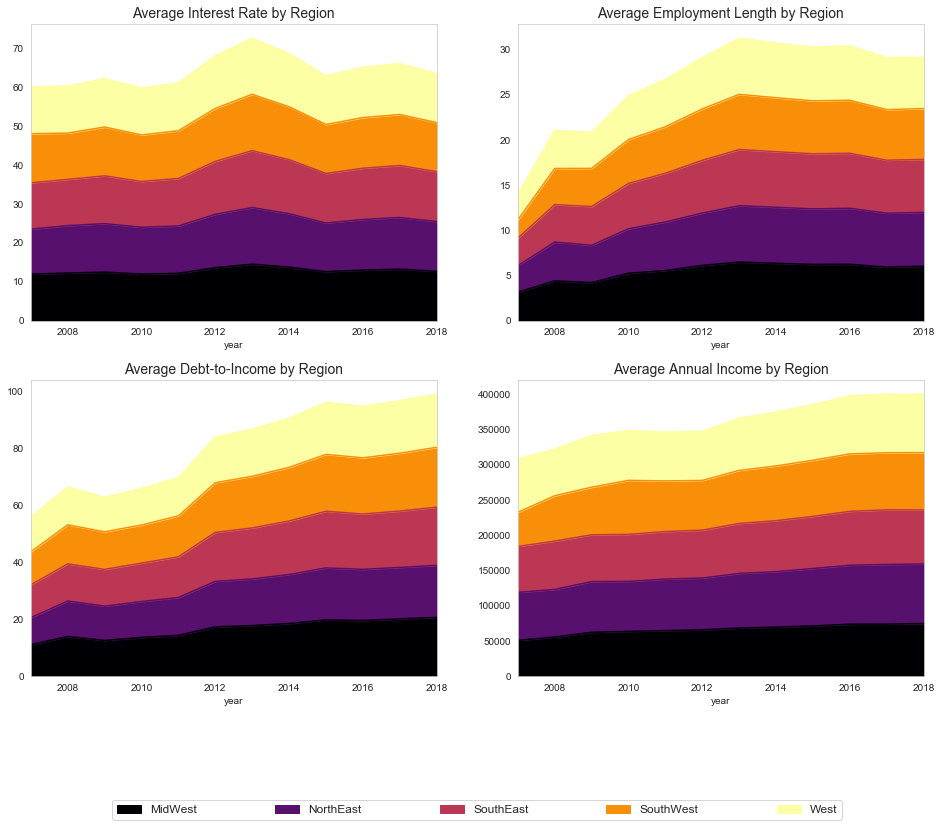 Average Interest Rate by Region
70
60
50
40
30
20
10
0
2008 2010 2012 2014 2016 2018
year
Average Employment Length by Region
30
25
20
15
10
5
0
2008 2010 2012 2014 2016 2018
year
Average Debt-to-Income by Region
100
80
60
40
20
0
2008 2010 2012 2014 2016 2018
year
Average Annual Income by Region
400000
350000
300000
250000
200000
150000
100000
50000
0
2008 2010 2012 2014 2016 2018
year
MidWest NorthEast SouthEast SouthWest West